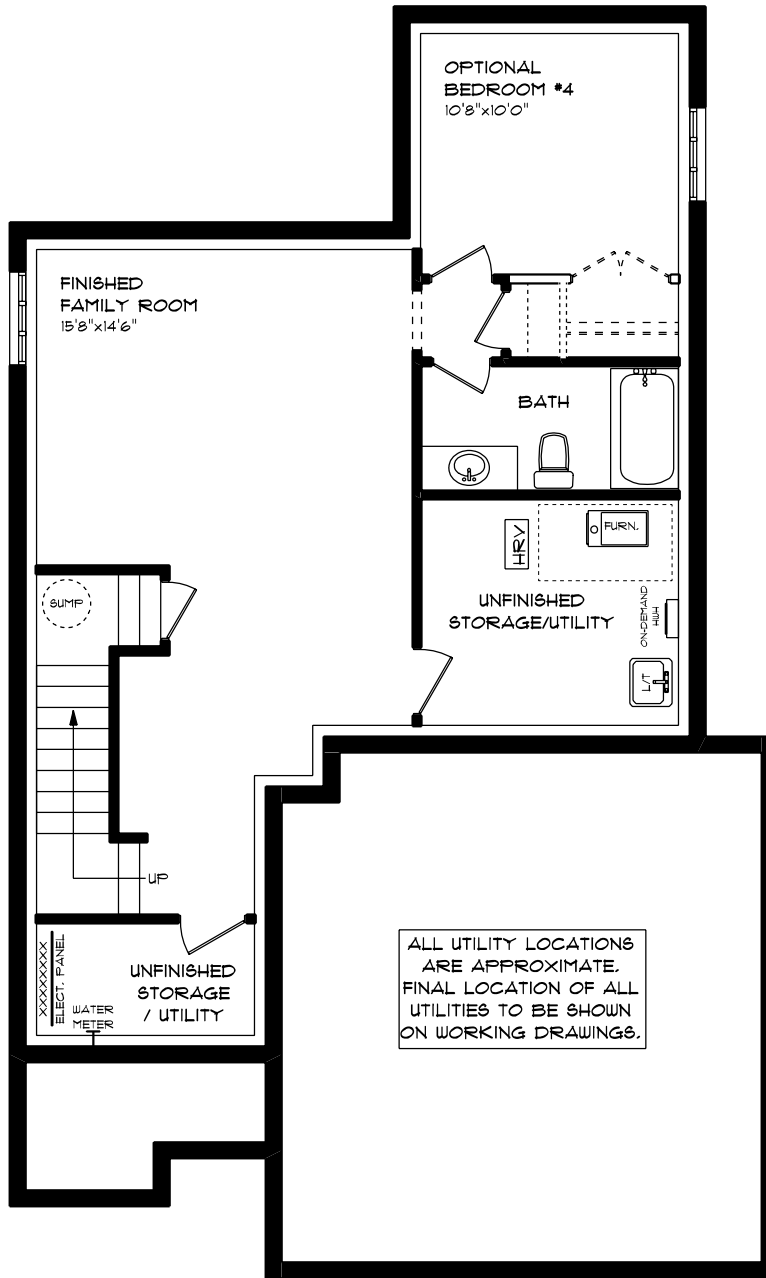 OPTIONAL
BEDROOM #4
10'8"x10'0"
FINISHED
FAMILY ROOM
15'8"x14'6"
BATH
FURN.
HRV
UNFINISHED
STORAGE/UTILITY
ON-DEMAND
HWH
L/T
SUMP
UP
XXXXXXXX
ELECT. PANEL
WATER
METER
UNFINISHED
STORAGE
/ UTILITY
ALL UTILITY LOCATIONS
ARE APPROXIMATE.
FINAL LOCATION OF ALL
UTILITIES TO BE SHOWN
ON WORKING DRAWINGS.